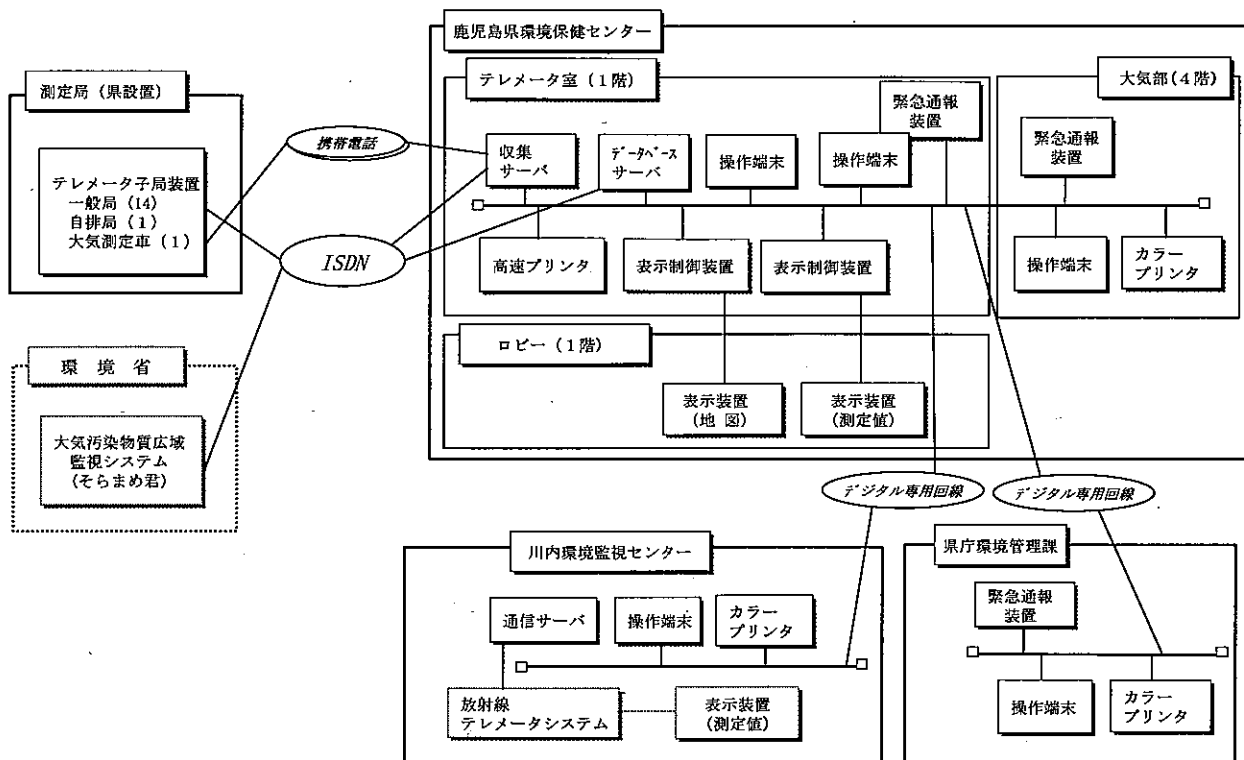 鹿児島県環境保健センター
テレメータ室(1階)
大気部(4階)
測定局(県設置)
テレメータ子局装置
一般局(14)
自排局(1)
大気測定車(1)
携帯電話
ISDN
収集
サーバ
データベース
サーバ
操作端末
操作端末
緊急通報
装置
緊急通報
装置
高速プリンタ
表示制御装置
表示制御装置
操作端末
カラー
プリンタ
ロビー(1階)
表示装置
(地 図)
表示装置
(測定値)
環 境 省
大気汚染物質広域
監視システム
(そらまめ君)
デジタル専用回線
デジタル専用回線
川内環境監視センター
通信サーバ
操作端末
カラー
プリンタ
放射線
テレメータシステム
表示装置
(測定値)
県庁環境管理課
緊急通報
装置
操作端末
カラー
プリンタ